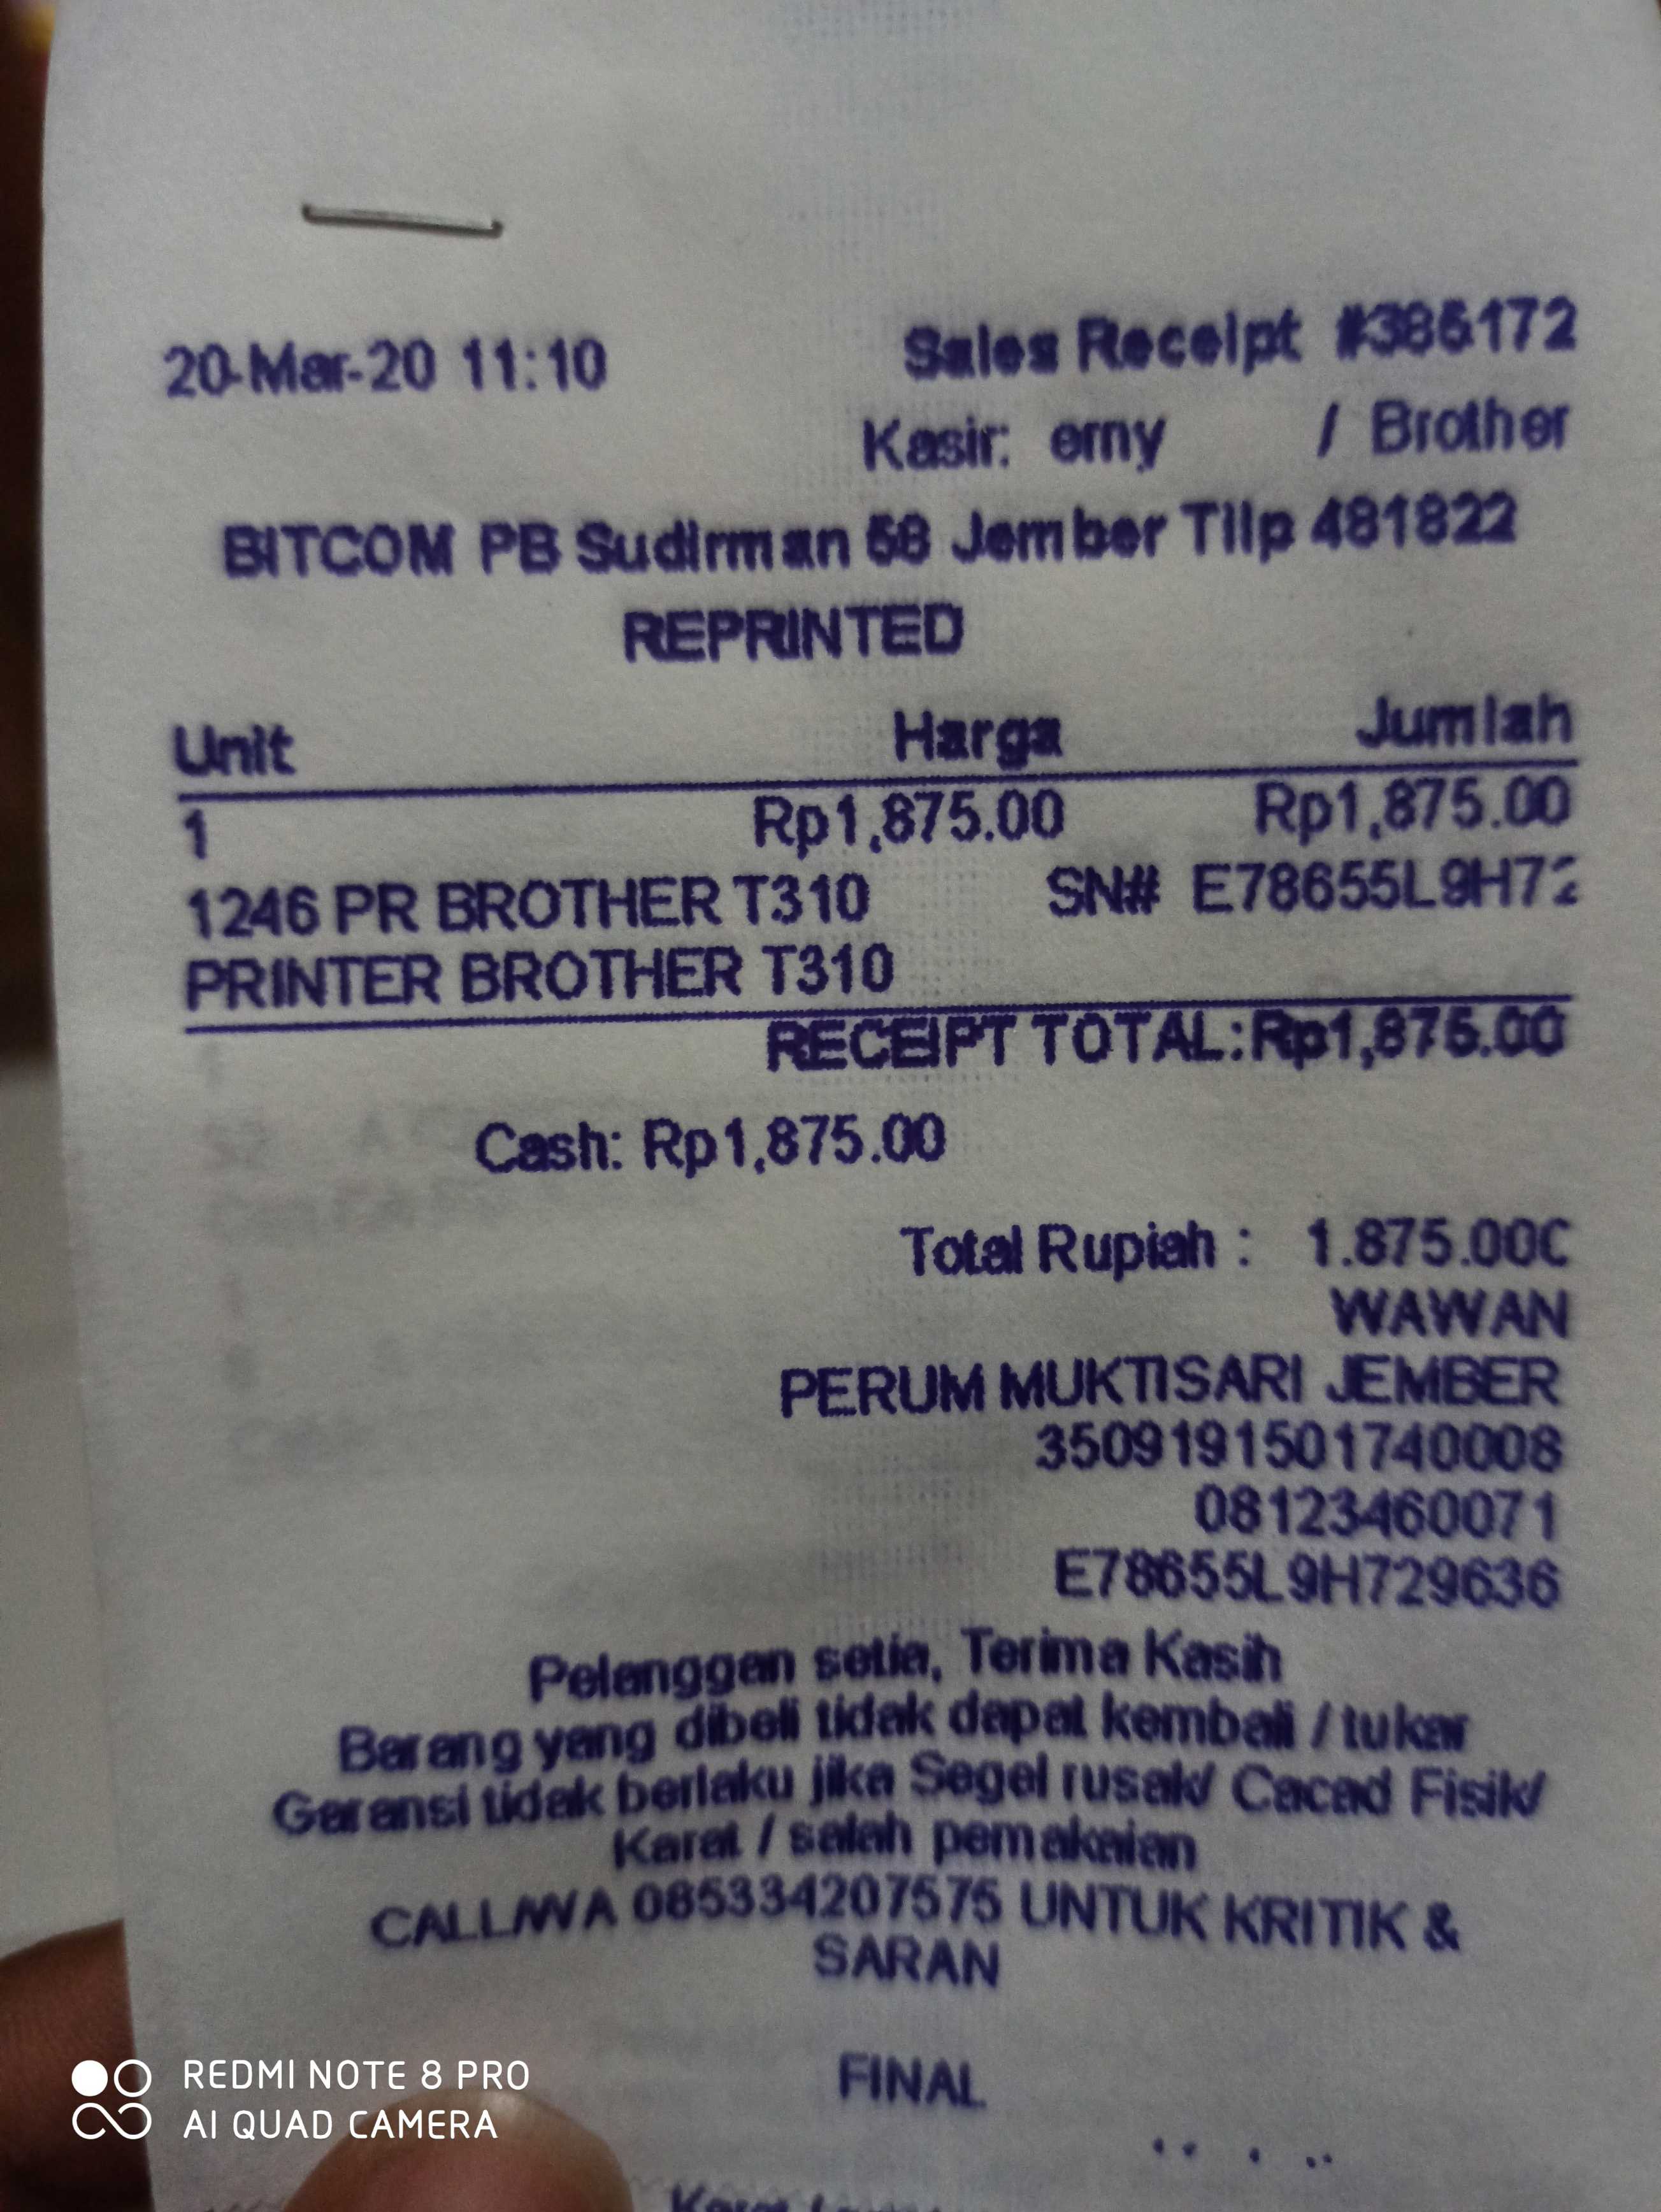 20-Mar-20 11:10 Sales Receipt #386172
Kasir: erny / Brother
BITCOM PB Sudirman 58 Jember Tllp 481822
REPRINTED
Unit Harga Jumlah
1 Rp1,875.00 Rp1,875.00
1246 PR BROTHER T310 SN# E78655L9H72
PRINTER BROTHER T310
RECEIPT TOTAL:Rp1,875.00
Cash: Rp1,875.00
Total Rupiah : 1.875.000
WAWAN
PERUM MUKTISARI JEMBER
3509191501740008
08123460071
E78655L9H729636
Pelanggan setia, Terima Kasih
Barang yang dibeli tidak dapat kembali / tukar
Garansi tidak berlaku jika Segel rusak/ Cacad Fisik/
Karat / salah pemakaian
CALL/WA 085334207575 UNTUK KRITIK &
SARAN
FINAL
REDMI NOTE 8 PRO
AI QUAD CAMERA